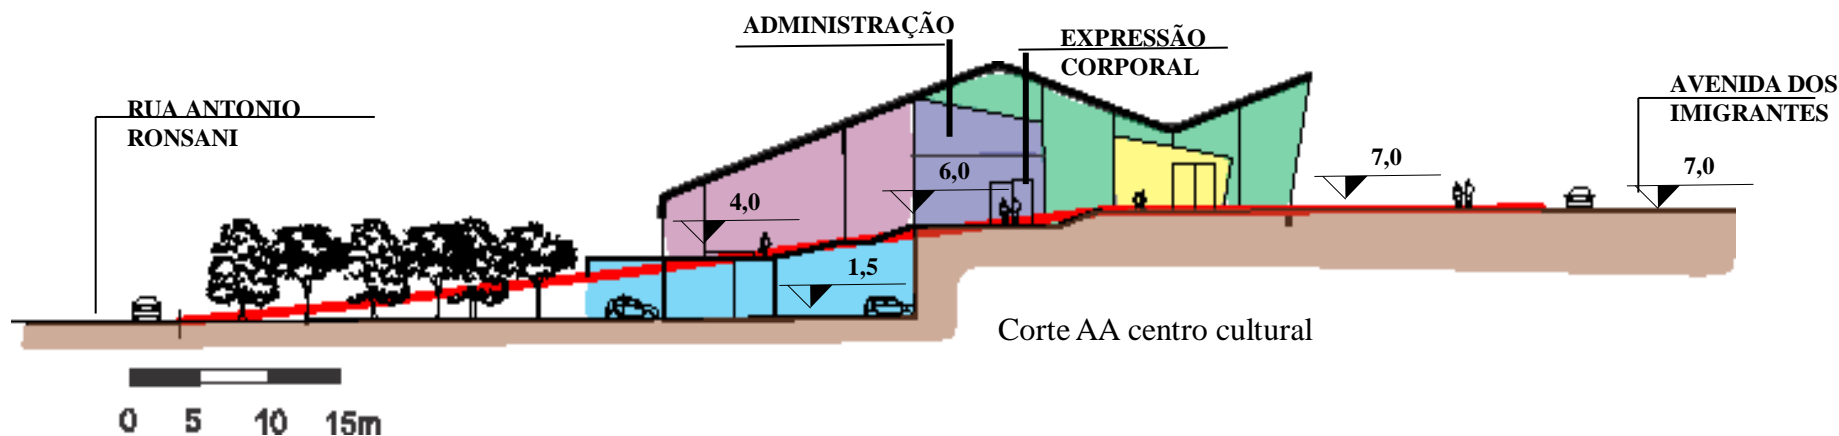 ADMINISTRAÇÃO
EXPRESSÃO
CORPORAL
AVENIDA DOS
IMIGRANTES
RUA ANTONIO
RONSANI
7,0
7,0
6,0
4,0
1,5
Corte AA centro cultural
0 5 10 15m